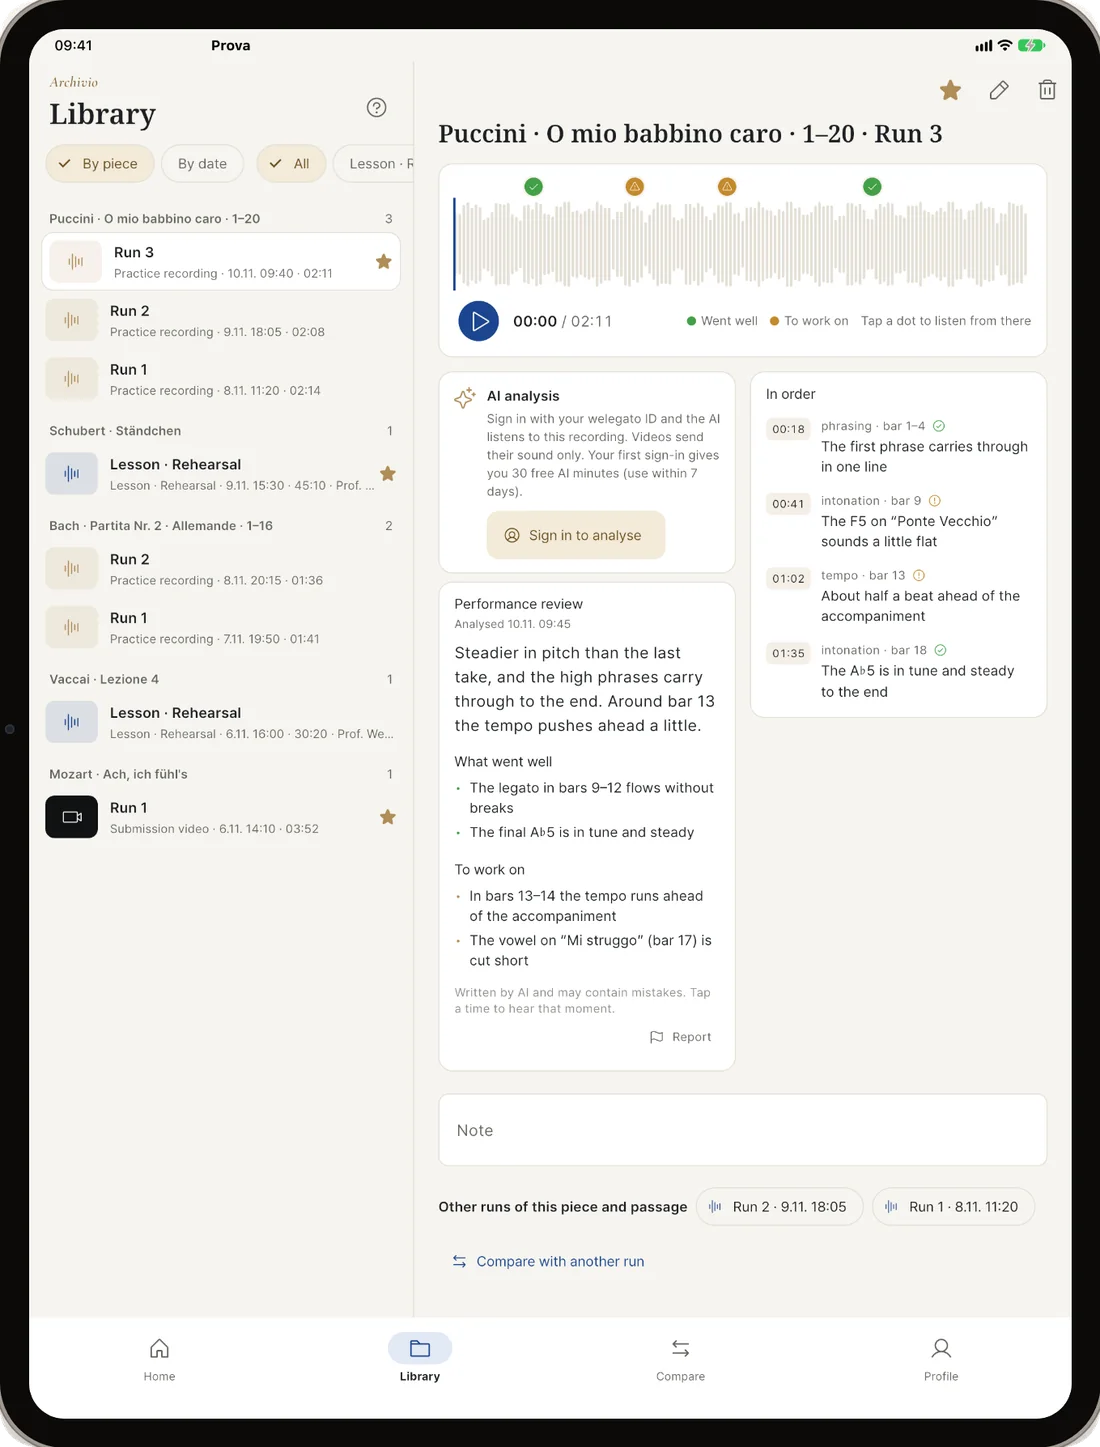 09:41
Prova
Archivio
Library
By piece
By date
All
Lesson · R
Puccini · O mio babbino caro · 1–20
3
Run 3
Practice recording · 10.11. 09:40 · 02:11
Run 2
Practice recording · 9.11. 18:05 · 02:08
Run 1
Practice recording · 8.11. 11:20 · 02:14
Schubert · Ständchen
1
Lesson · Rehearsal
Lesson · Rehearsal · 9.11. 15:30 · 45:10 · Prof. ...
Bach · Partita Nr. 2 · Allemande · 1–16
2
Run 2
Practice recording · 8.11. 20:15 · 01:36
Run 1
Practice recording · 7.11. 19:50 · 01:41
Vaccai · Lezione 4
1
Lesson · Rehearsal
Lesson · Rehearsal · 6.11. 16:00 · 30:20 · Prof. We...
Mozart · Ach, ich fühl's
1
Run 1
Submission video · 6.11. 14:10 · 03:52
Puccini · O mio babbino caro · 1–20 · Run 3
00:00 / 02:11
Went well
To work on
Tap a dot to listen from there
AI analysis
Sign in with your welegato ID and the AI
listens to this recording. Videos send
their sound only. Your first sign-in gives
you 30 free AI minutes (use within 7
days).
Sign in to analyse
Performance review
Analysed 10.11. 09:45
Steadier in pitch than the last
take, and the high phrases carry
through to the end. Around bar 13
the tempo pushes ahead a little.
What went well
· The legato in bars 9–12 flows without
breaks
· The final A♭5 is in tune and steady
To work on
· In bars 13–14 the tempo runs ahead
of the accompaniment
· The vowel on “Mi struggo” (bar 17) is
cut short
Written by AI and may contain mistakes. Tap
a time to hear that moment.
Report
In order
00:18
phrasing · bar 1–4
The first phrase carries through
in one line
00:41
intonation · bar 9
The F5 on “Ponte Vecchio”
sounds a little flat
01:02
tempo · bar 13
About half a beat ahead of the
accompaniment
01:35
intonation · bar 18
The A♭5 is in tune and steady
to the end
Note
Other runs of this piece and passage
Run 2 · 9.11. 18:05
Run 1 · 8.11. 11:20
Compare with another run
Home
Library
Compare
Profile